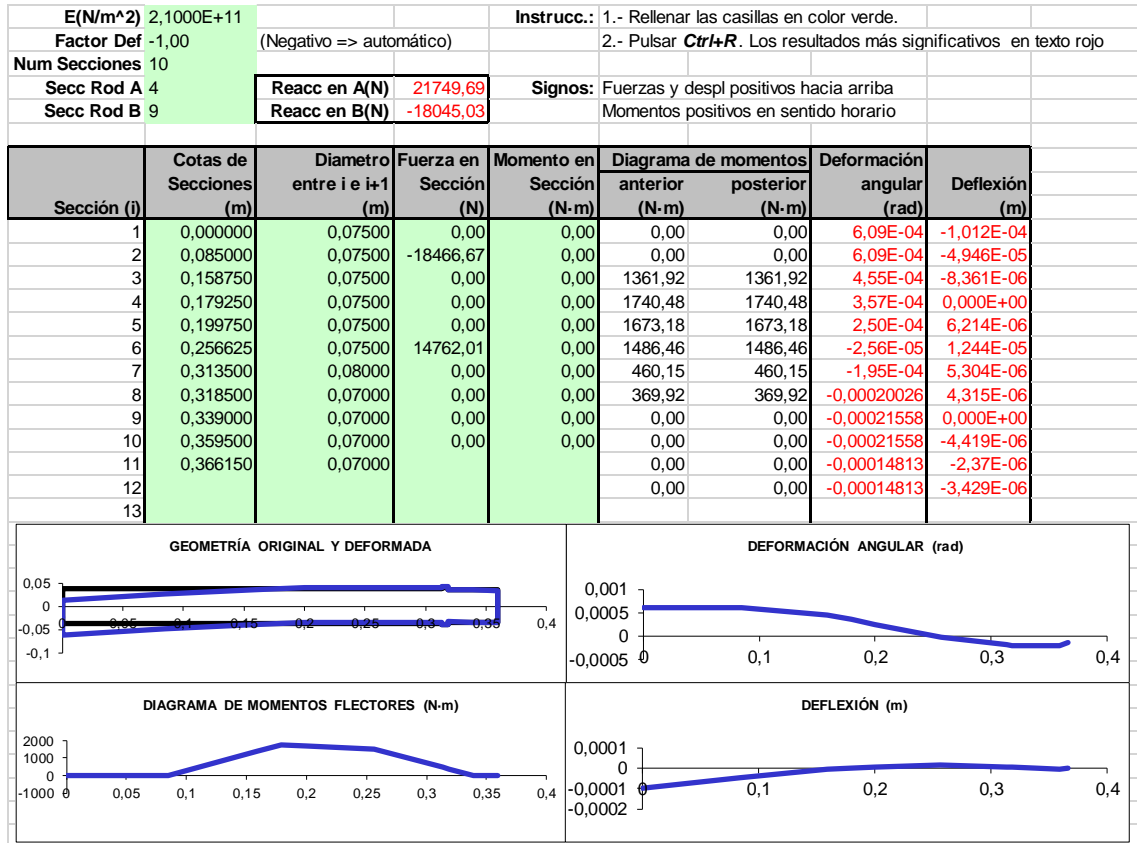 E(N/m^2) 2,1000E+11 Instrucc.: 1.- Rellenar las casillas en color verde.
Factor Def -1,00 (Negativo => automático) 2.- Pulsar Ctrl+R. Los resultados más significativos en texto rojo
Num Secciones 10
Secc Rod A 4 Reacc en A(N) 21749,69 Signos: Fuerzas y despl positivos hacia arriba
Secc Rod B 9 Reacc en B(N) -18045,03 Momentos positivos en sentido horario
Cotas de Diametro Fuerza en Momento en Diagrama de momentos Deformación
Secciones entre i e i+1 Sección Sección anterior posterior angular Deflexión
Sección (i) (m) (m) (N) (N·m) (N·m) (N·m) (rad) (m)
1 0,000000 0,07500 0,00 0,00 0,00 0,00 6,09E-04 -1,012E-04
2 0,085000 0,07500 -18466,67 0,00 0,00 0,00 6,09E-04 -4,946E-05
3 0,158750 0,07500 0,00 0,00 1361,92 1361,92 4,55E-04 -8,361E-06
4 0,179250 0,07500 0,00 0,00 1740,48 1740,48 3,57E-04 0,000E+00
5 0,199750 0,07500 0,00 0,00 1673,18 1673,18 2,50E-04 6,214E-06
6 0,256625 0,07500 14762,01 0,00 1486,46 1486,46 -2,56E-05 1,244E-05
7 0,313500 0,08000 0,00 0,00 460,15 460,15 -1,95E-04 5,304E-06
8 0,318500 0,07000 0,00 0,00 369,92 369,92 -0,00020026 4,315E-06
9 0,339000 0,07000 0,00 0,00 0,00 0,00 -0,00021558 0,000E+00
10 0,359500 0,07000 0,00 0,00 0,00 0,00 -0,00021558 -4,419E-06
11 0,366150 0,07000 0,00 0,00 -0,00014813 -2,37E-06
12 0,00 0,00 -0,00014813 -3,429E-06
13
GEOMETRÍA ORIGINAL Y DEFORMADA
0,05
0
-0,05
-0,1
0 0,05 0,1 0,15 0,2 0,25 0,3 0,35 0,4
DEFORMACIÓN ANGULAR (rad)
0,001
0,0005
0
-0,0005
0 0,1 0,2 0,3 0,4
DIAGRAMA DE MOMENTOS FLECTORES (N·m)
2000
1000
0
-1000
0 0,05 0,1 0,15 0,2 0,25 0,3 0,35 0,4
DEFLEXIÓN (m)
0,0001
0
-0,0001
-0,0002
0 0,1 0,2 0,3 0,4